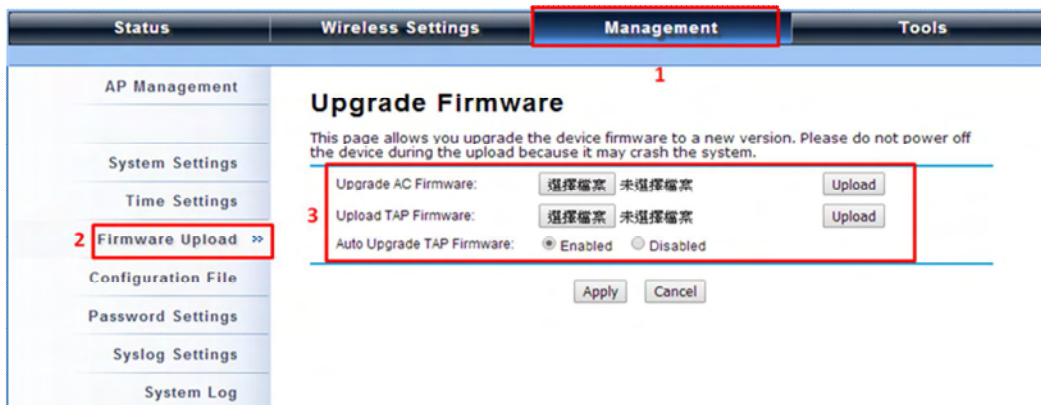 Status Wireless Settings Management Tools
1
AP Management
System Settings
Time Settings
2 Firmware Upload »
Configuration File
Password Settings
Syslog Settings
System Log
Upgrade Firmware
This page allows you upgrade the device firmware to a new version. Please do not power off
the device during the upload because it may crash the system.
3
Upgrade AC Firmware: 選擇檔案 未選擇檔案 Upload
Upload TAP Firmware: 選擇檔案 未選擇檔案 Upload
Auto Upgrade TAP Firmware: Enabled Disabled
Apply Cancel